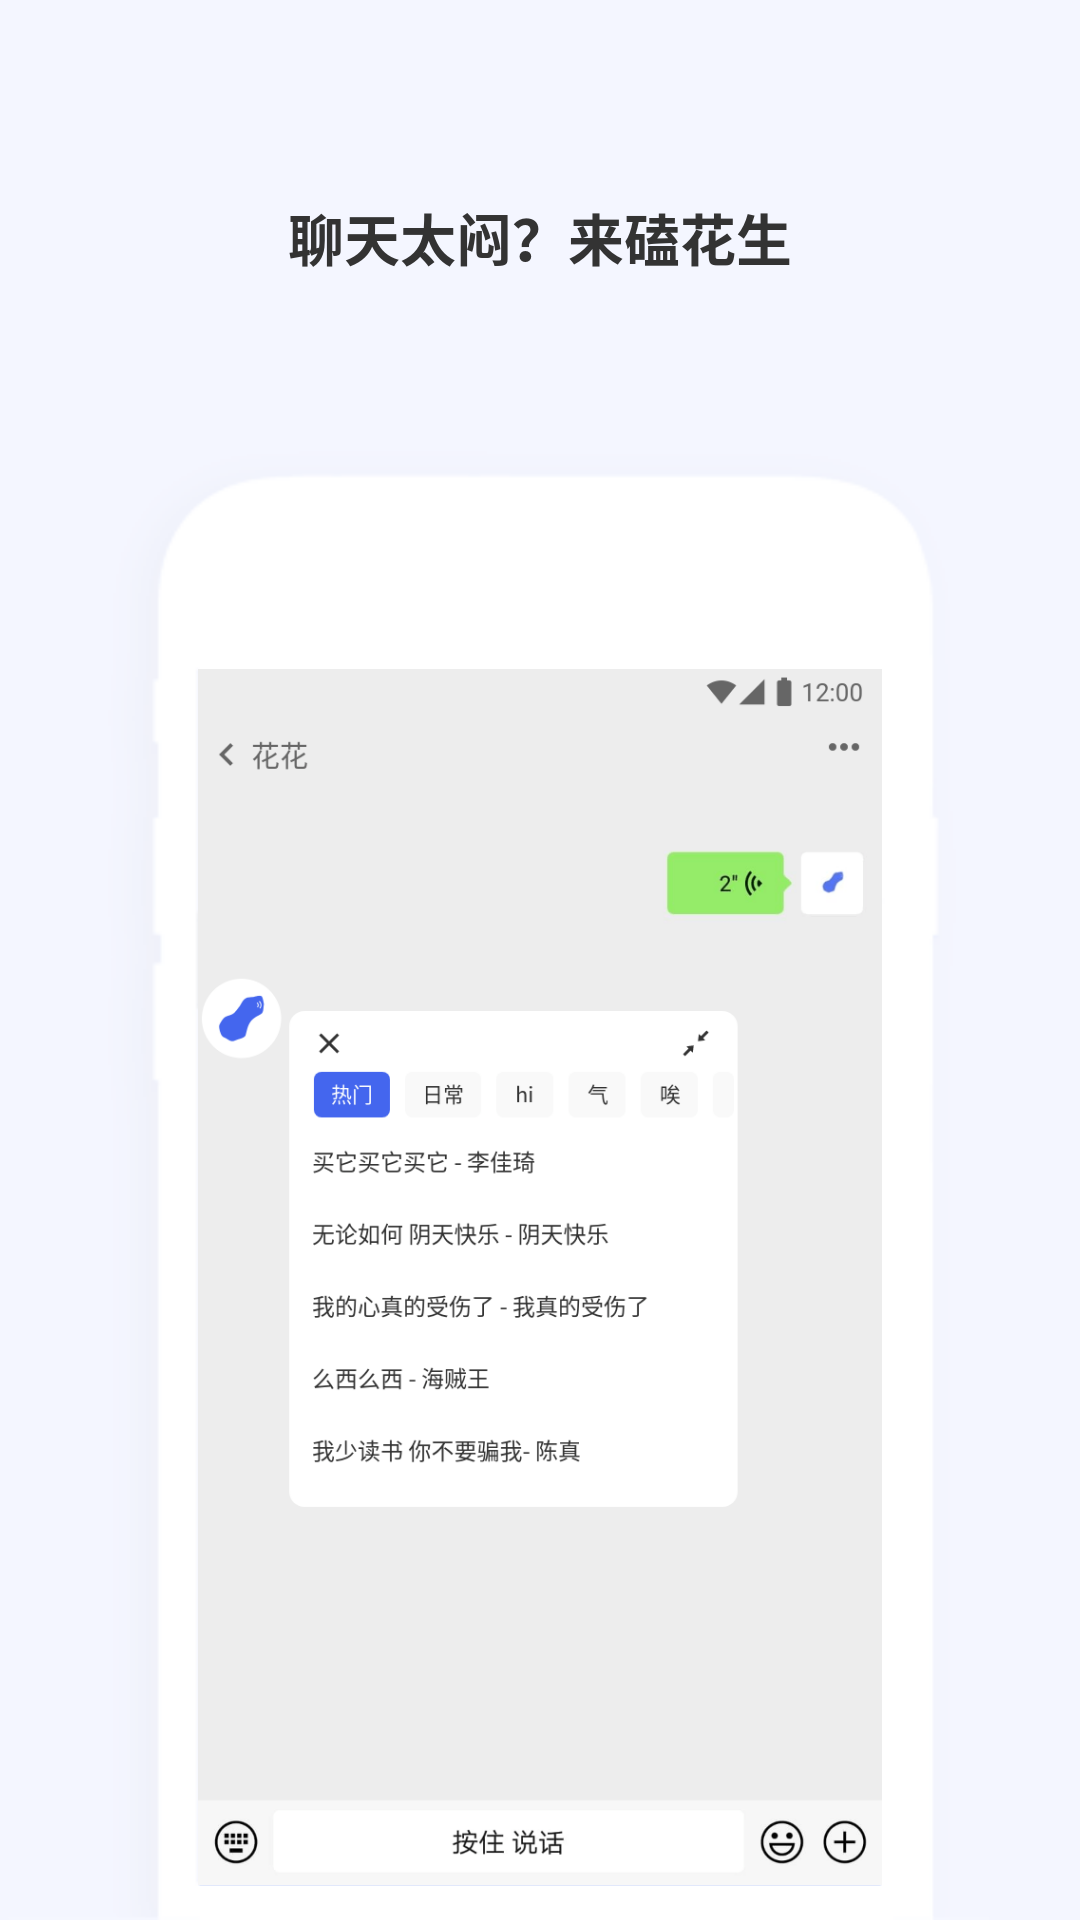 聊天太闷？来磕花生
12:00
花花
2"
热门 日常 hi 气 唉
买它买它买它 - 李佳琦
无论如何 阴天快乐 - 阴天快乐
我的心真的受伤了 - 我真的受伤了
么西么西 - 海贼王
我少读书 你不要骗我- 陈真
按住 说话